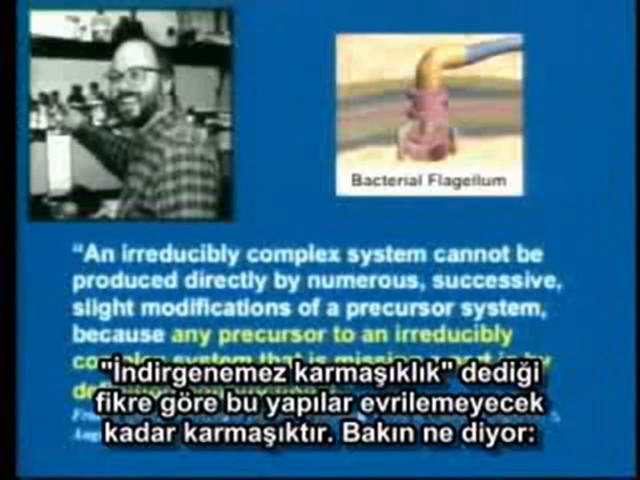 Bacterial Flagellum
"An irreducibly complex system cannot be
produced directly by numerous, successive,
slight modifications of a precursor system,
because any precursor to an irreducibly
"İndirgenemez karmaşıklık" dediği
fikre göre bu yapılar evrilemeyecek
kadar karmaşıktır. Bakın ne diyor: